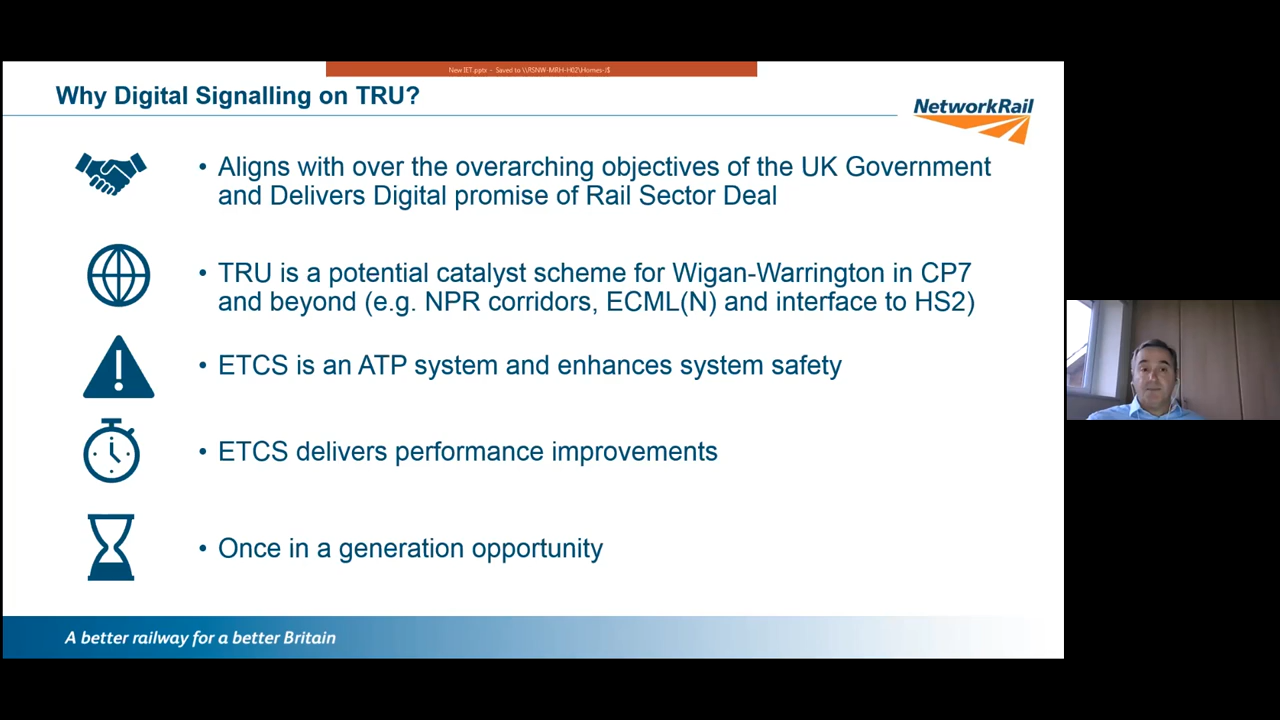 New IET.pptx - Saved to \\RSNW-MRH-H02\Homes-J$
Why Digital Signalling on TRU?
NetworkRail
• Aligns with over the overarching objectives of the UK Government
and Delivers Digital promise of Rail Sector Deal
• TRU is a potential catalyst scheme for Wigan-Warrington in CP7
and beyond (e.g. NPR corridors, ECML(N) and interface to HS2)
• ETCS is an ATP system and enhances system safety
• ETCS delivers performance improvements
• Once in a generation opportunity
A better railway for a better Britain